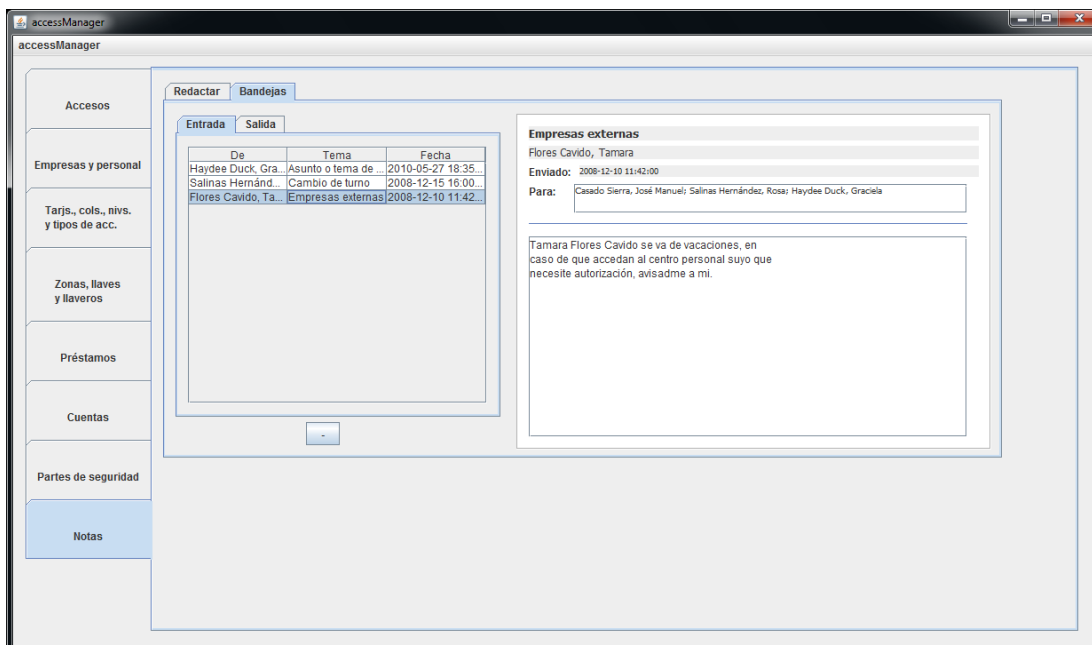 accessManager
accessManager
Accesos
Empresas y personal
Tarjs., cols., nivs.
y tipos de acc.
Zonas, llaves
y llaveros
Préstamos
Cuentas
Partes de seguridad
Notas
Redactar Bandejas
Entrada Salida
De Tema Fecha
Haydee Duck, Gra... Asunto o tema de ... 2010-05-27 18:35...
Salinas Hernánd... Cambio de turno 2008-12-15 16:00...
Flores Cavido, Ta... Empresas externas 2008-12-10 11:42...
-
Empresas externas
Flores Cavido, Tamara
Enviado: 2008-12-10 11:42:00
Para: Casado Sierra, José Manuel; Salinas Hernández, Rosa; Haydee Duck, Graciela
Tamara Flores Cavido se va de vacaciones, en
caso de que accedan al centro personal suyo que
necesite autorización, avisadme a mi.